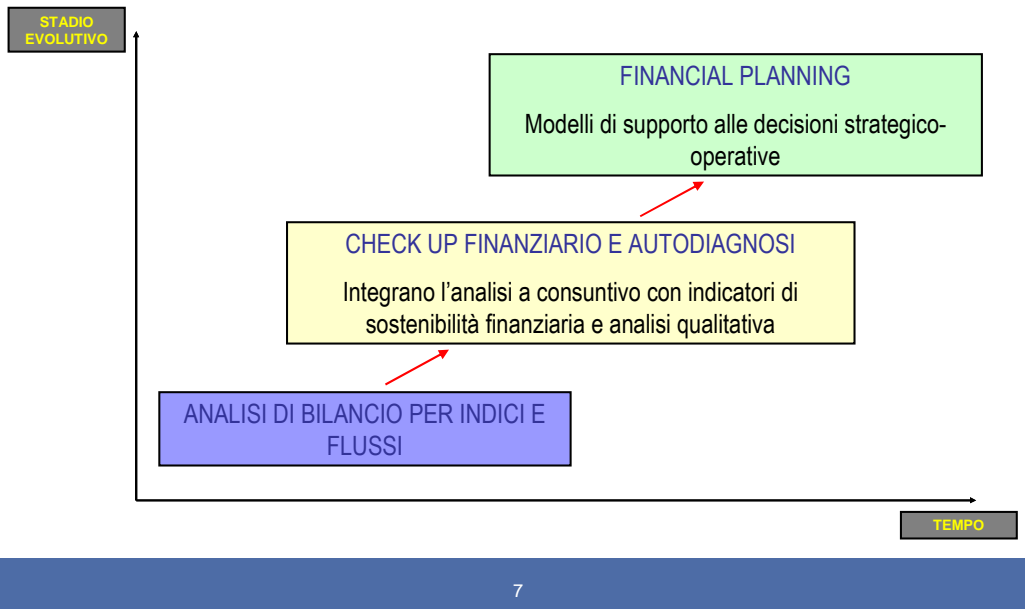 STADIO
EVOLUTIVO
FINANCIAL PLANNING
Modelli di supporto alle decisioni strategico-
operative
CHECK UP FINANZIARIO E AUTODIAGNOSI
Integrano l’analisi a consuntivo con indicatori di
sostenibilità finanziaria e analisi qualitativa
ANALISI DI BILANCIO PER INDICI E
FLUSSI
TEMPO
7